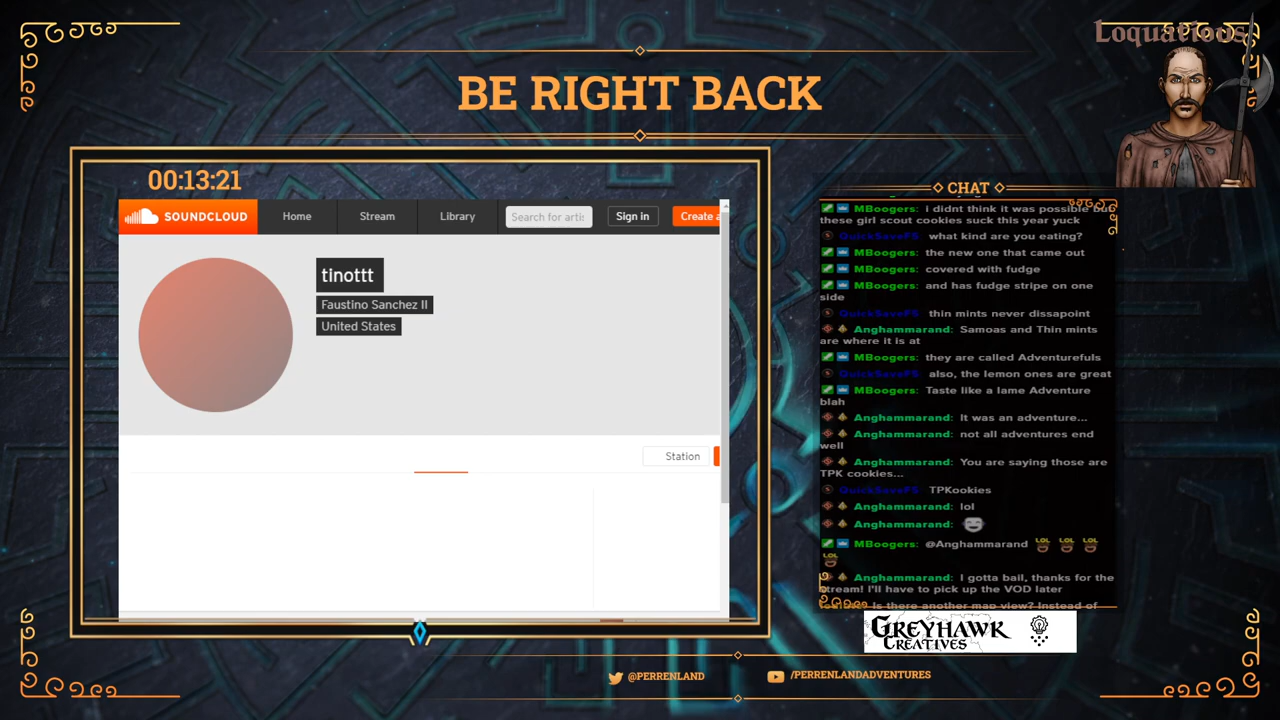 Loquatious
BE RIGHT BACK
00:13:21
SOUNDCLOUD
Home
Stream
Library
Search for artis
Sign in
Create a
tinottt
Faustino Sanchez II
United States
Station
CHAT
MBoogers: i didnt think it was possible but
these girl scout cookies suck this year yuck
QuickSaveFS: what kind are you eating?
MBoogers: the new one that came out
MBoogers: covered with fudge
MBoogers: and has fudge stripe on one
side
QuickSaveFS: thin mints never dissapoint
Anghammarand: Samoas and Thin mints
are where it is at
MBoogers: they are called Adventurefuls
QuickSaveFS: also, the lemon ones are great
MBoogers: Taste like a lame Adventure
blah
Anghammarand: It was an adventure...
Anghammarand: not all adventures end
well
Anghammarand: You are saying those are
TPK cookies...
QuickSaveFS: TPKookies
Anghammarand: lol
Anghammarand:
MBoogers: @Anghammarand LOL LOL LOL
LOL
Anghammarand: I gotta bail, thanks for the
stream! I'll have to pick up the VOD later
Is there another map view? Instead of
GREYHAWK
CREATIVES
@PERRENLAND
/PERRENLANDADVENTURES